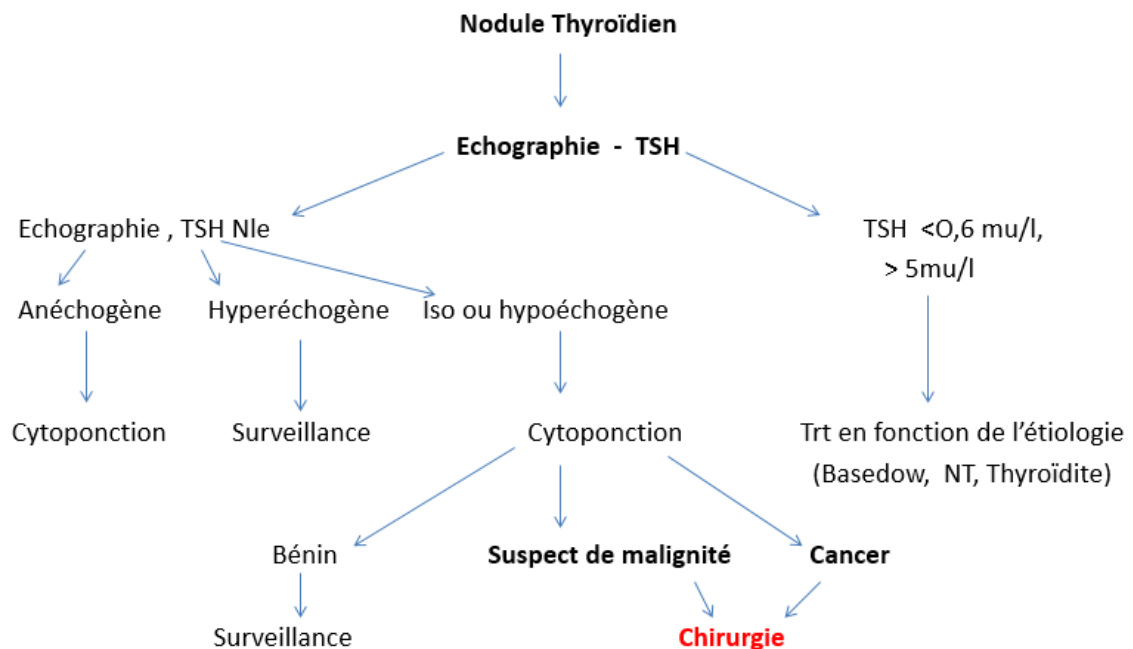 Nodule Thyroïdien
Echographie - TSH
Echographie , TSH Nle
TSH <O,6 mu/l,
> 5mu/l
Anéchogène
Hyperéchogène
Iso ou hypoéchogène
Cytoponction
Surveillance
Cytoponction
Trt en fonction de l'étiologie
(Basedow, NT, Thyroïdite)
Bénin
Suspect de malignité
Cancer
Surveillance
Chirurgie